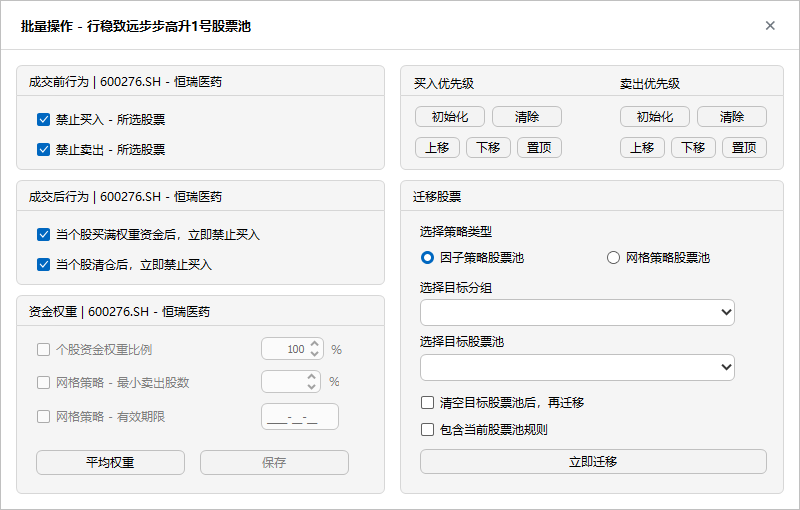 批量操作 - 行稳致远步步高升1号股票池
成交前行为 | 600276.SH - 恒瑞医药
禁止买入 - 所选股票
禁止卖出 - 所选股票
成交后行为 | 600276.SH - 恒瑞医药
当个股买满权重资金后，立即禁止买入
当个股清仓后，立即禁止买入
资金权重 | 600276.SH - 恒瑞医药
个股资金权重比例 100 %
网格策略 - 最小卖出股数 %
网格策略 - 有效期限 ___-__-__
平均权重 保存
买入优先级 卖出优先级
初始化 清除 初始化 清除
上移 下移 置顶 上移 下移 置顶
迁移股票
选择策略类型
因子策略股票池 网格策略股票池
选择目标分组
选择目标股票池
清空目标股票池后，再迁移
包含当前股票池规则
立即迁移